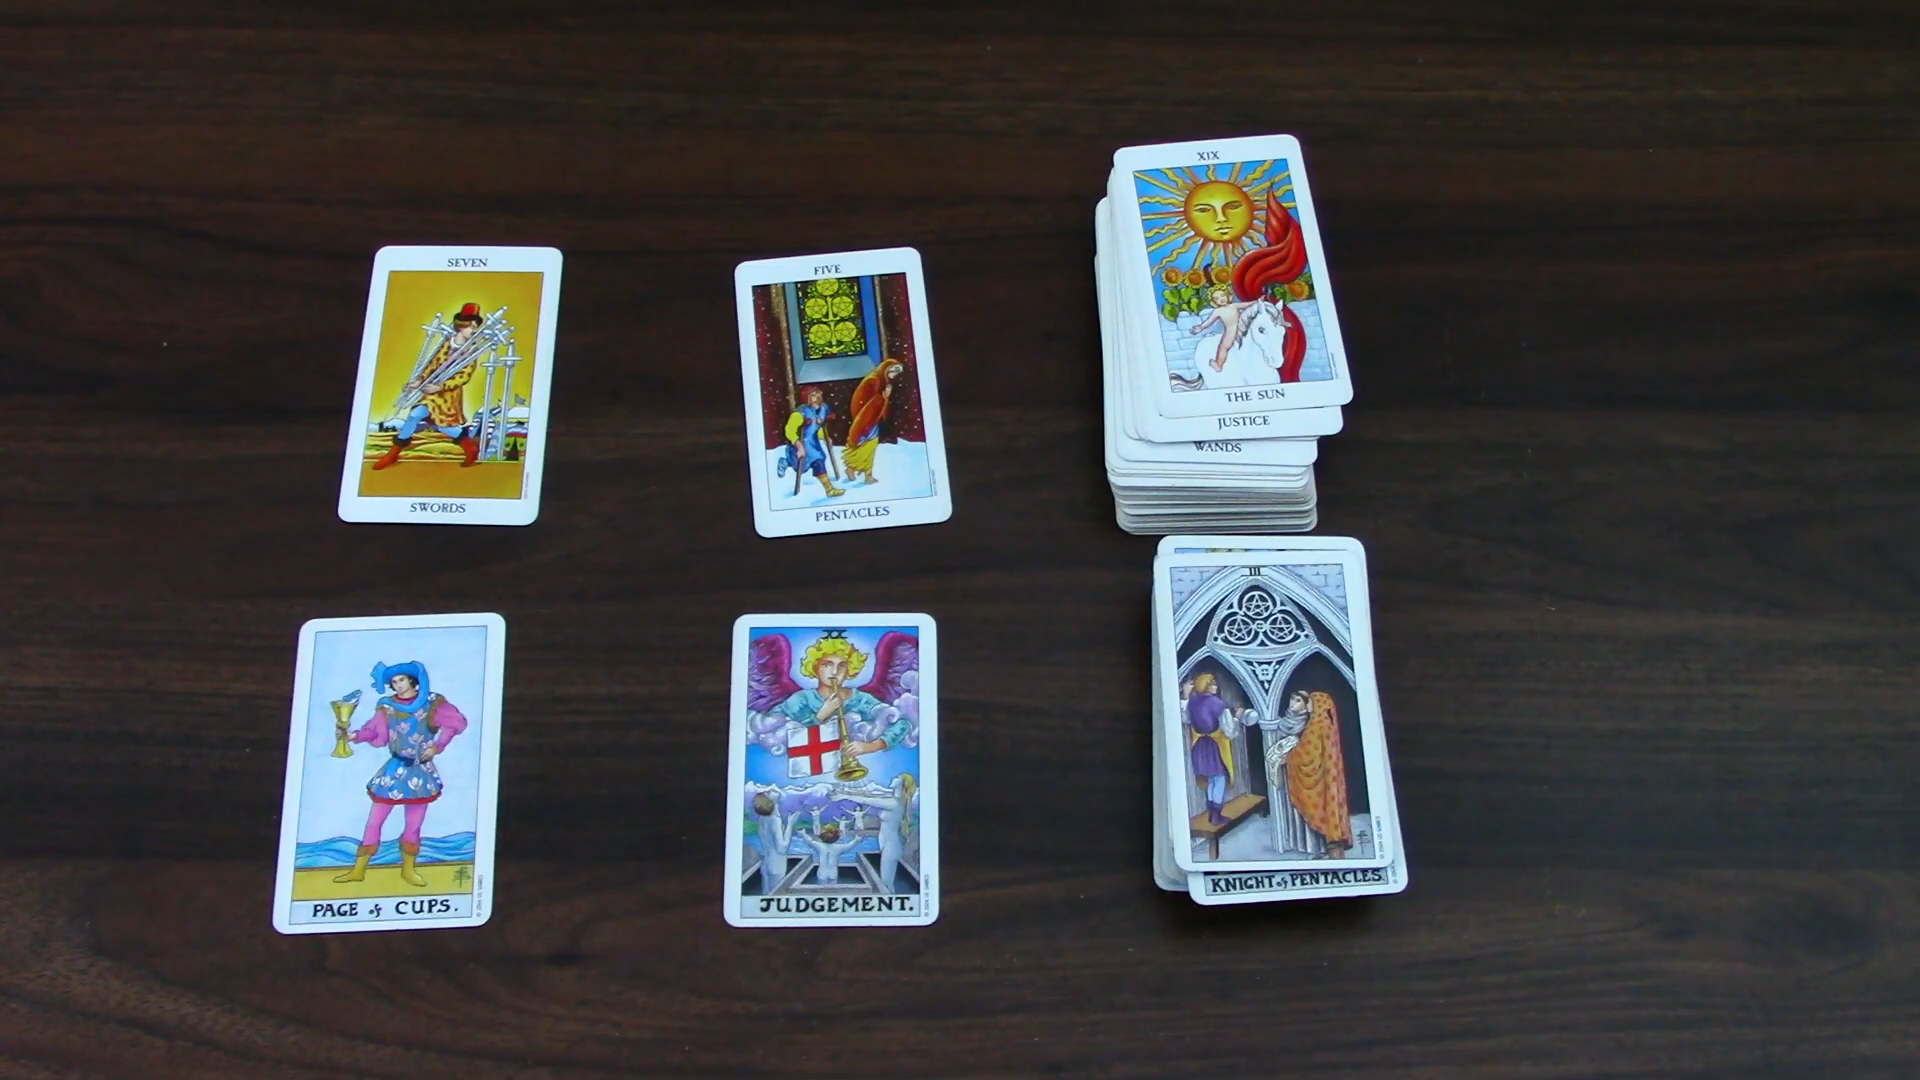 SEVEN
SWORDS
FIVE
PENTACLES
XIX
THE SUN
JUSTICE
WANDS
PAGE of CUPS.
XX
JUDGEMENT.
III
KNIGHT of PENTACLES.